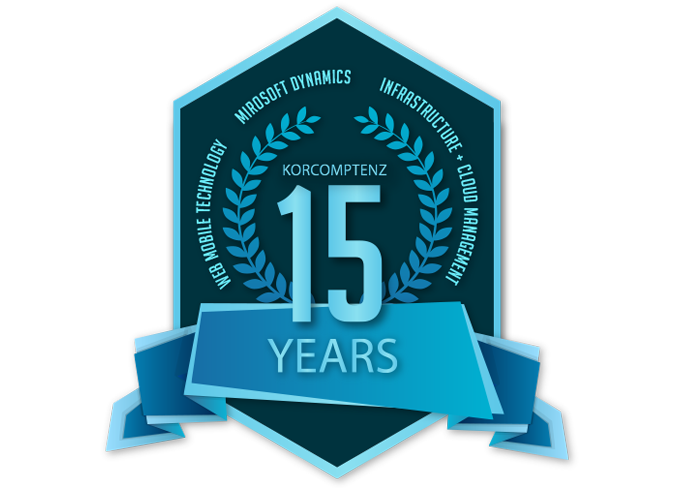 WEB MOBILE TECHNOLOGY
MIROSOFT DYNAMICS
INFRASTRUCTURE + CLOUD MANAGEMENT
KORCOMPTENZ
15
YEARS